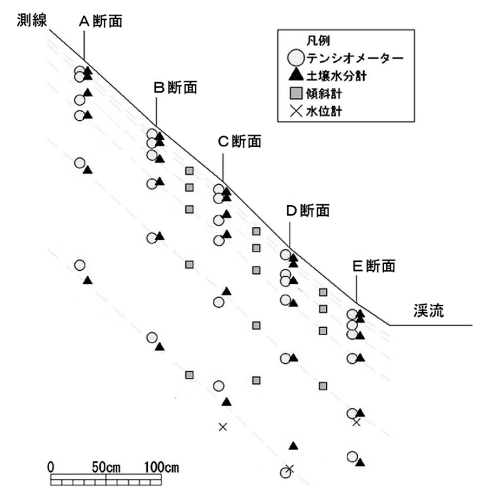 測線
A断面
B断面
C断面
D断面
E断面
渓流
凡例
テンシオメーター
土壌水分計
傾斜計
水位計
0 50cm 100cm